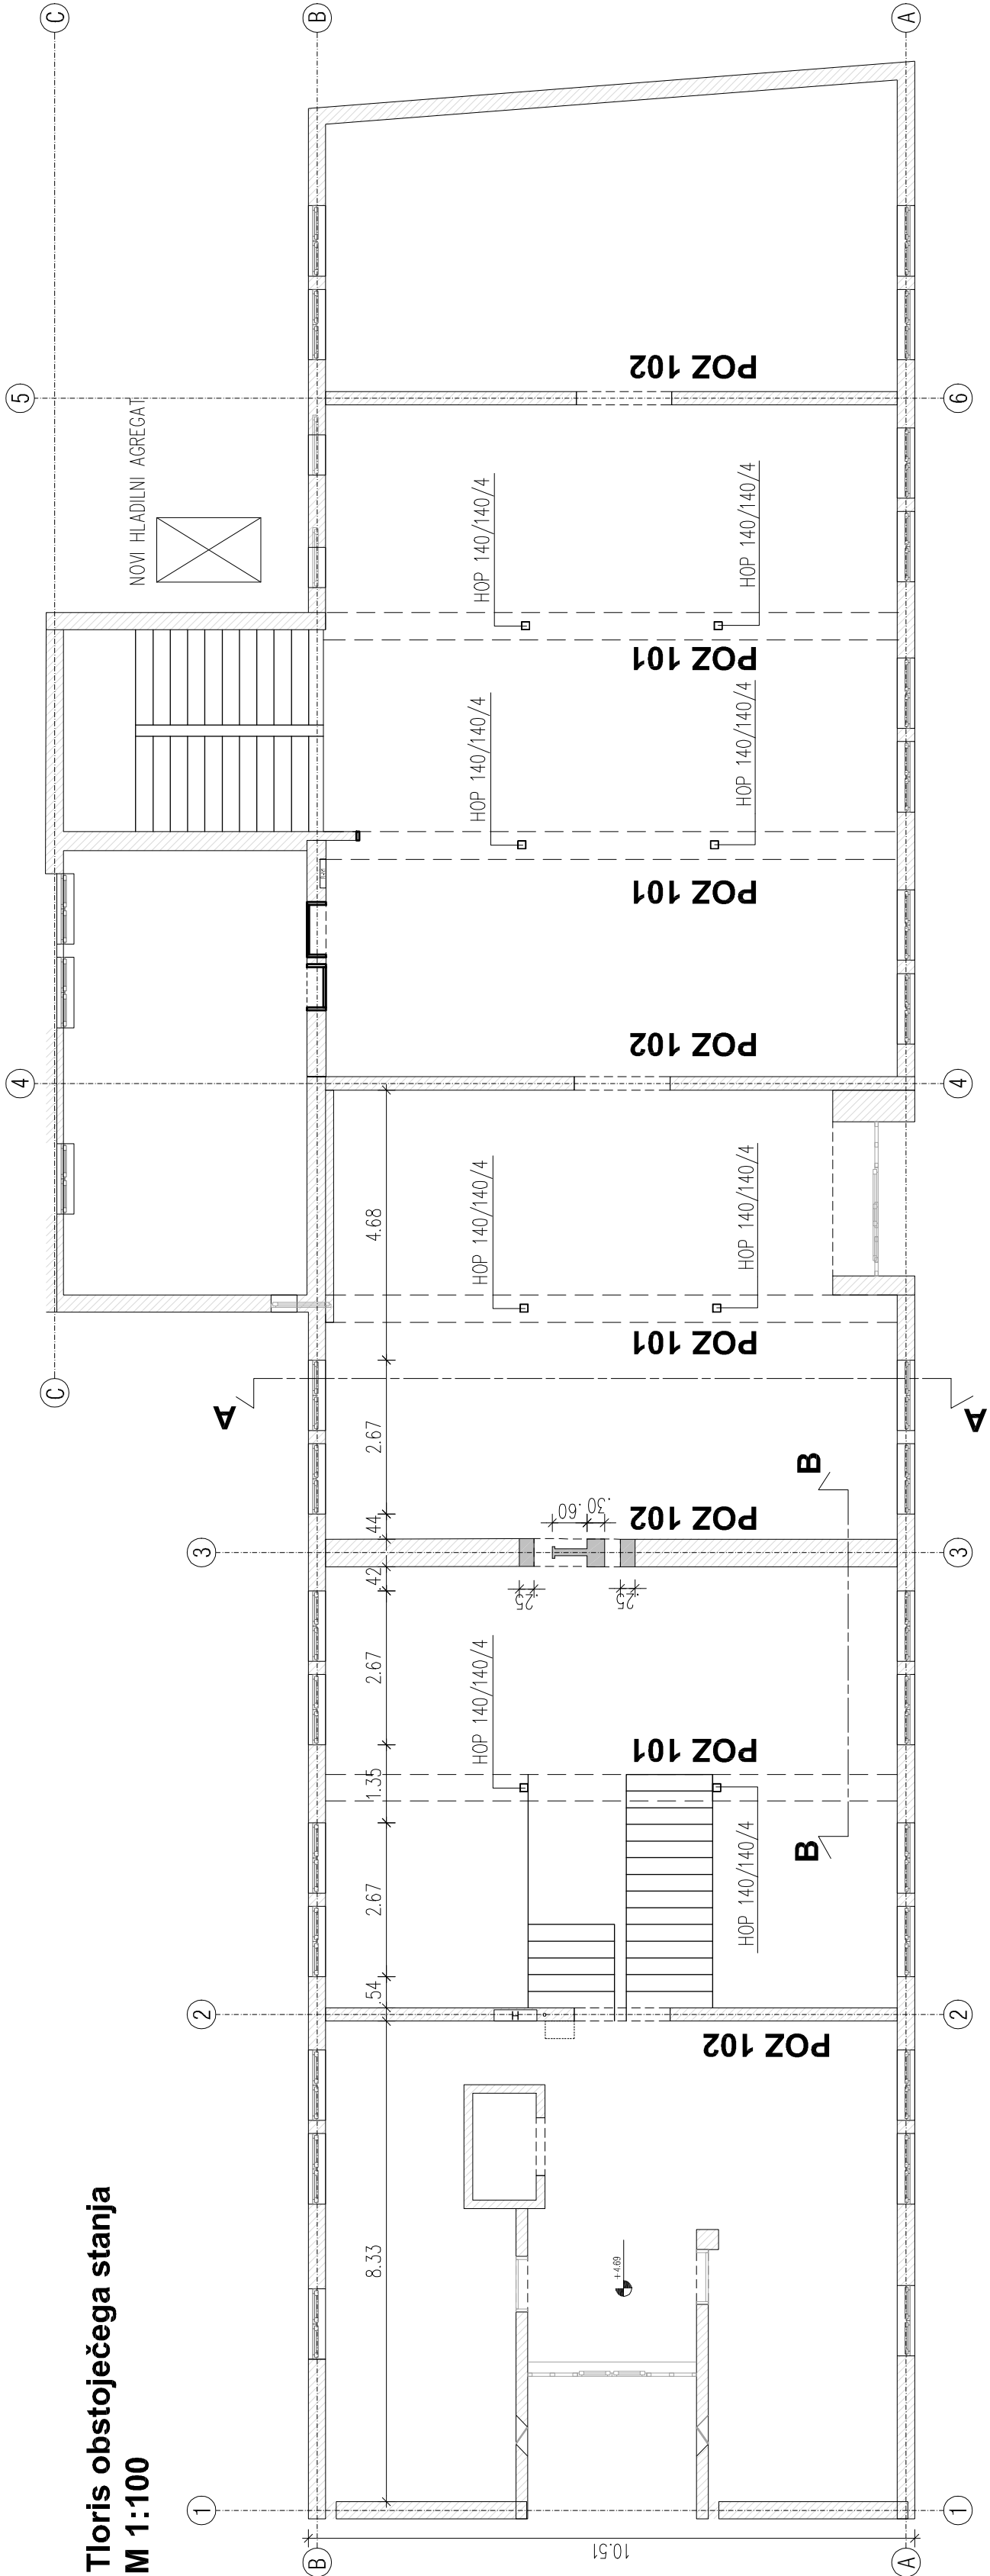 Tloris obstoječega stanja
M 1:100
C
B
A
5
6
NOVI HLADILNI AGREGAT
POZ 102
HOP 140/140/4
HOP 140/140/4
POZ 101
HOP 140/140/4
HOP 140/140/4
POZ 101
POZ 102
4
4
4.68
HOP 140/140/4
HOP 140/140/4
POZ 101
C
A
A
2.67
B
.44
.60
.30
POZ 102
3
3
.42
.25
.25
2.67
HOP 140/140/4
POZ 101
1.35
B
HOP 140/140/4
2.67
.54
2
2
H
POZ 102
8.33
+4.69
1
1
10.51
B
A